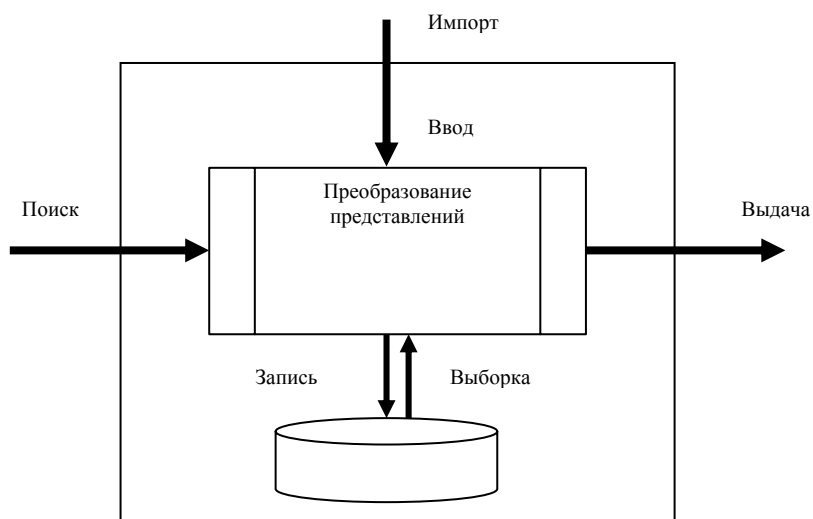 Импорт
Ввод
Преобразование
представлений
Поиск
Выдача
Запись
Выборка